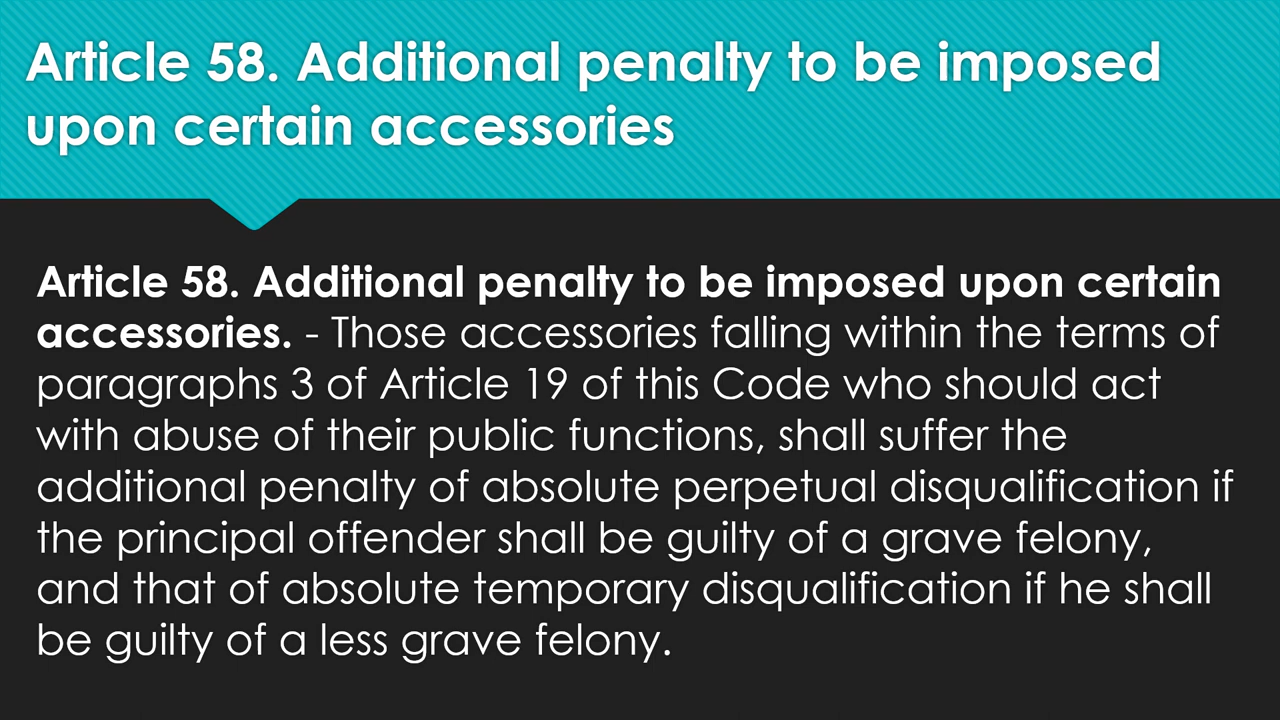 Article 58. Additional penalty to be imposed
upon certain accessories
Article 58. Additional penalty to be imposed upon certain
accessories. - Those accessories falling within the terms of
paragraphs 3 of Article 19 of this Code who should act
with abuse of their public functions, shall suffer the
additional penalty of absolute perpetual disqualification if
the principal offender shall be guilty of a grave felony,
and that of absolute temporary disqualification if he shall
be guilty of a less grave felony.